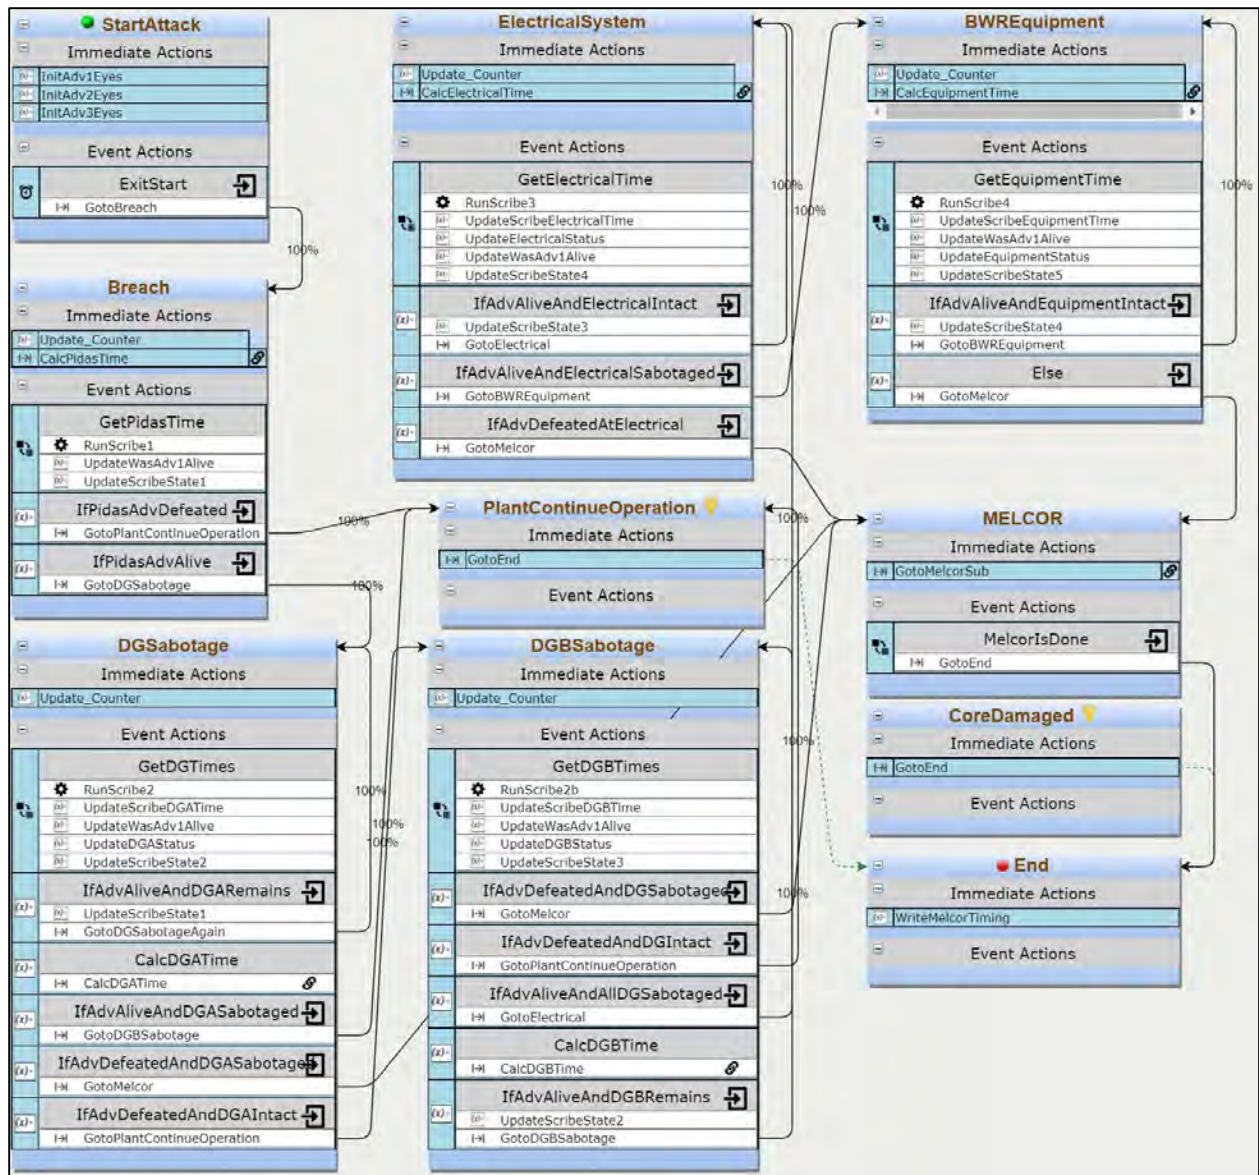 StartAttack
Immediate Actions
InitAdv1Eyes
InitAdv2Eyes
InitAdv3Eyes
Event Actions
ExitStart
GotoBreach
100%
Breach
Immediate Actions
Update_Counter
CalcPidasTime
Event Actions
GetPidasTime
RunScribe1
UpdateWasAdv1Alive
UpdateScribeState1
IfPidasAdvDefeated
GotoPlantContinueOperation
100%
IfPidasAdvAlive
GotoDGSabotage
100%
DGSabotage
Immediate Actions
Update_Counter
Event Actions
GetDGTimes
RunScribe2
UpdateScribeDGATime
UpdateWasAdv1Alive
UpdateDGAStatus
UpdateScribeState2
100%
100%
100%
IfAdvAliveAndDGARemains
UpdateScribeState1
GotoDGSabotageAgain
CalcDGATime
CalcDGATime
IfAdvAliveAndDGASabotaged
GotoDGBSabotage
IfAdvDefeatedAndDGASabotaged
GotoMelcor
IfAdvDefeatedAndDGAIntact
GotoPlantContinueOperation
ElectricalSystem
Immediate Actions
Update_Counter
CalcElectricalTime
Event Actions
GetElectricalTime
RunScribe3
UpdateScribeElectricalTime
UpdateElectricalStatus
UpdateWasAdv1Alive
UpdateScribeState4
100%
100%
IfAdvAliveAndElectricalIntact
UpdateScribeState3
GotoElectrical
IfAdvAliveAndElectricalSabotaged
GotoBWREquipment
IfAdvDefeatedAtElectrical
GotoMelcor
PlantContinueOperation
100%
Immediate Actions
GotoEnd
Event Actions
DGBSabotage
Immediate Actions
Update_Counter
Event Actions
100%
GetDGBTimes
RunScribe2b
UpdateScribeDGBTime
UpdateWasAdv1Alive
UpdateDGBStatus
UpdateScribeState3
IfAdvDefeatedAndDGSabotaged
100%
GotoMelcor
IfAdvDefeatedAndDGIntact
GotoPlantContinueOperation
IfAdvAliveAndAllDGSabotaged
GotoElectrical
CalcDGBTime
CalcDGBTime
IfAdvAliveAndDGBRemains
UpdateScribeState2
GotoDGBSabotage
BWREquipment
Immediate Actions
Update_Counter
CalcEquipmentTime
Event Actions
GetEquipmentTime
RunScribe4
UpdateScribeEquipmentTime
UpdateWasAdv1Alive
UpdateEquipmentStatus
UpdateScribeState5
100%
IfAdvAliveAndEquipmentIntact
UpdateScribeState4
GotoBWREquipment
Else
GotoMelcor
MELCOR
Immediate Actions
GotoMelcorSub
Event Actions
MelcorIsDone
GotoEnd
CoreDamaged
Immediate Actions
GotoEnd
Event Actions
End
Immediate Actions
WriteMelcorTiming
Event Actions